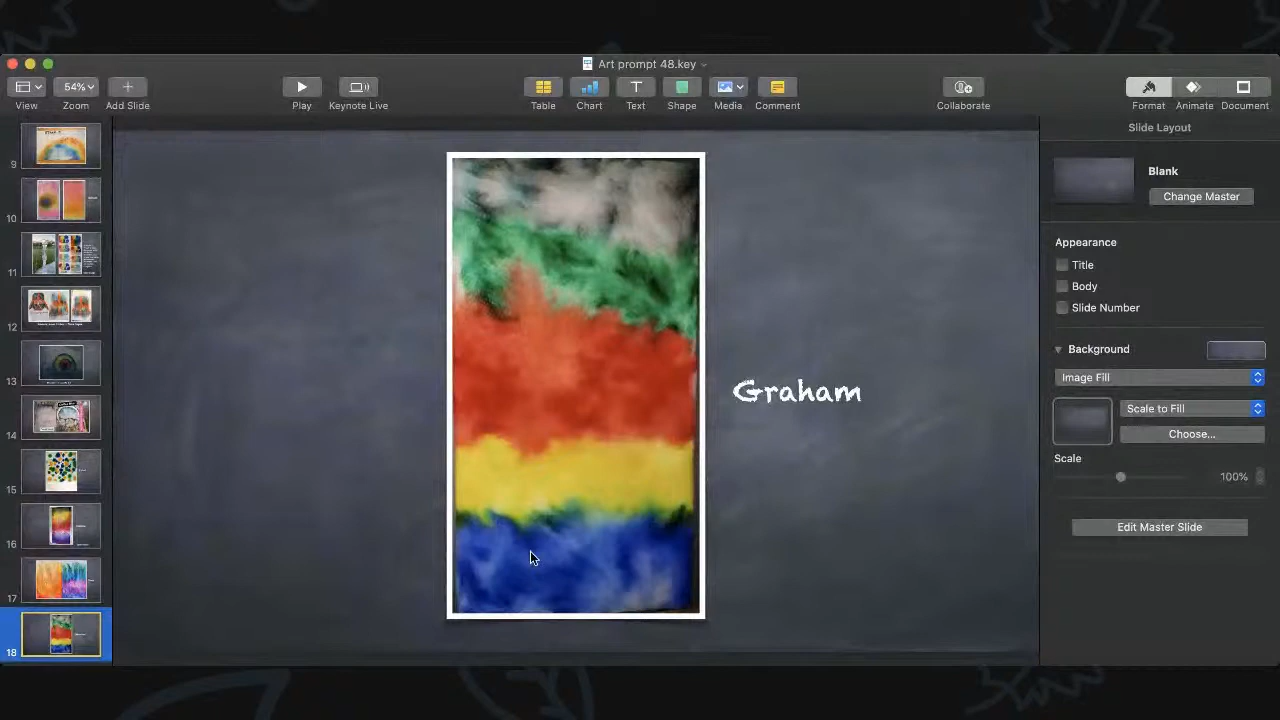 Art prompt 48.key
54%
View
Zoom
Add Slide
Play
Keynote Live
Table
Chart
Text
Shape
Media
Comment
Collaborate
Format
Animate
Document
T
Slide Layout
Blank
Change Master
Appearance
Title
Body
Slide Number
Background
Image Fill
Scale to Fill
Choose...
Scale
100%
Edit Master Slide
9
10
11
12
13
14
15
16
17
18
Graham